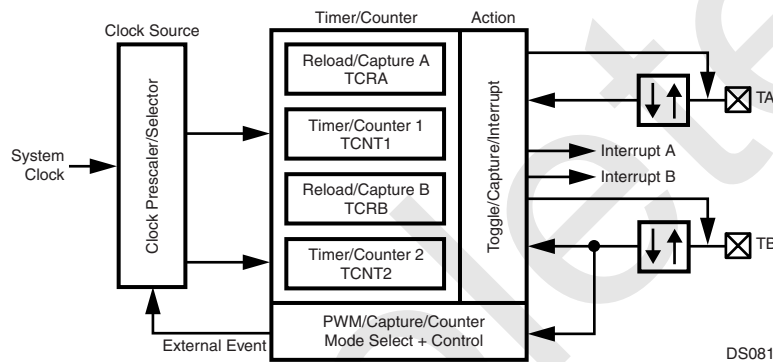 Timer/Counter
Action
Clock Source
Reload/Capture A
TCRA
Timer/Counter 1
TCNT1
Reload/Capture B
TCRB
Timer/Counter 2
TCNT2
System
Clock
Clock Prescaler/Selector
Toggle/Capture/Interrupt
TA
Interrupt A
Interrupt B
PWM/Capture/Counter
Mode Select + Control
External Event
DS081